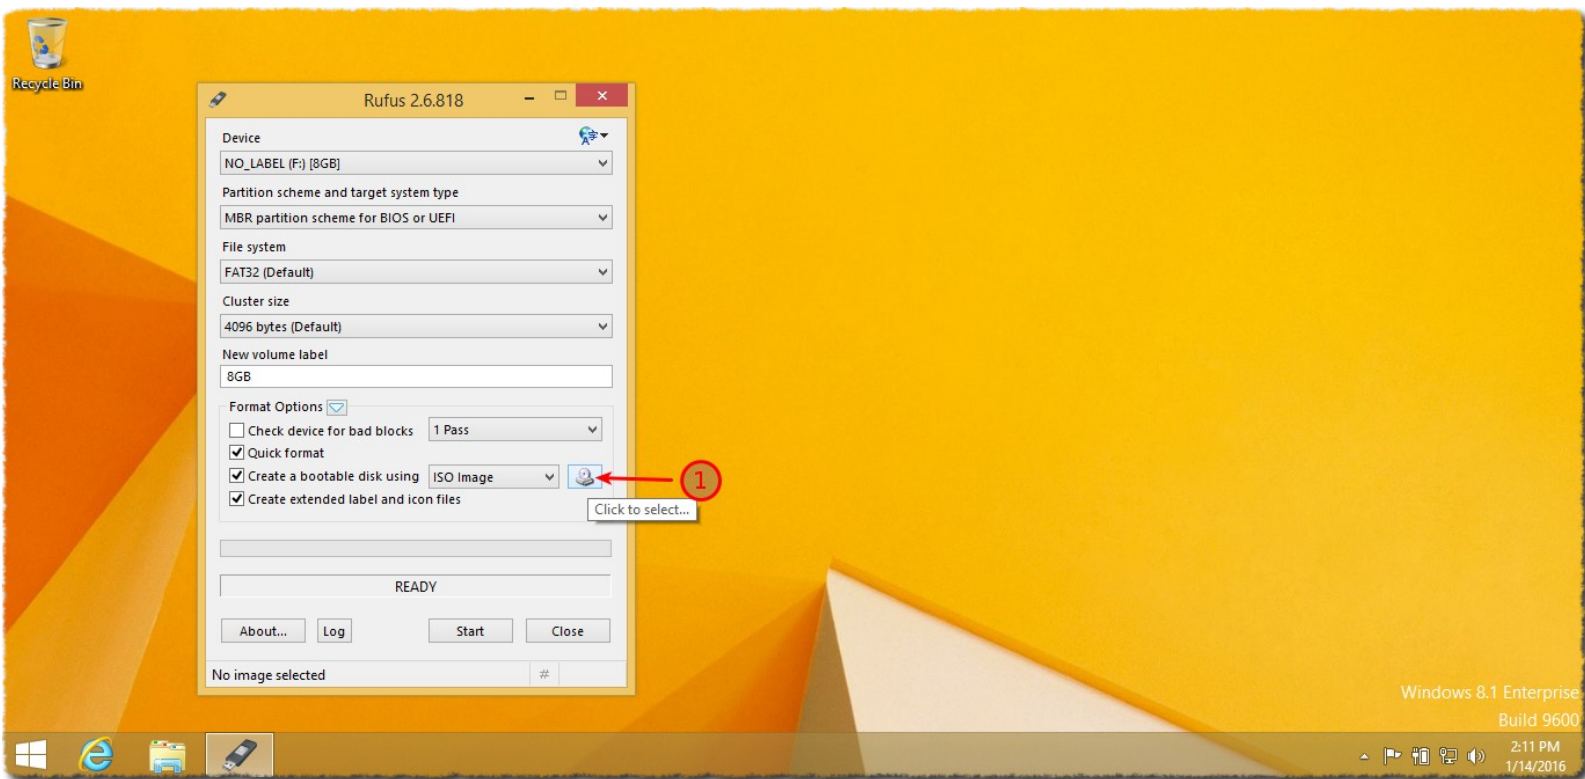 Recycle Bin
Rufus 2.6.818
Device
NO_LABEL (F:) [8GB]
Partition scheme and target system type
MBR partition scheme for BIOS or UEFI
File system
FAT32 (Default)
Cluster size
4096 bytes (Default)
New volume label
8GB
Format Options
Check device for bad blocks 1 Pass
Quick format
Create a bootable disk using ISO Image 1
Create extended label and icon files
Click to select...
READY
About... Log Start Close
No image selected #
Windows 8.1 Enterprise
Build 9600
2:11 PM
1/14/2016